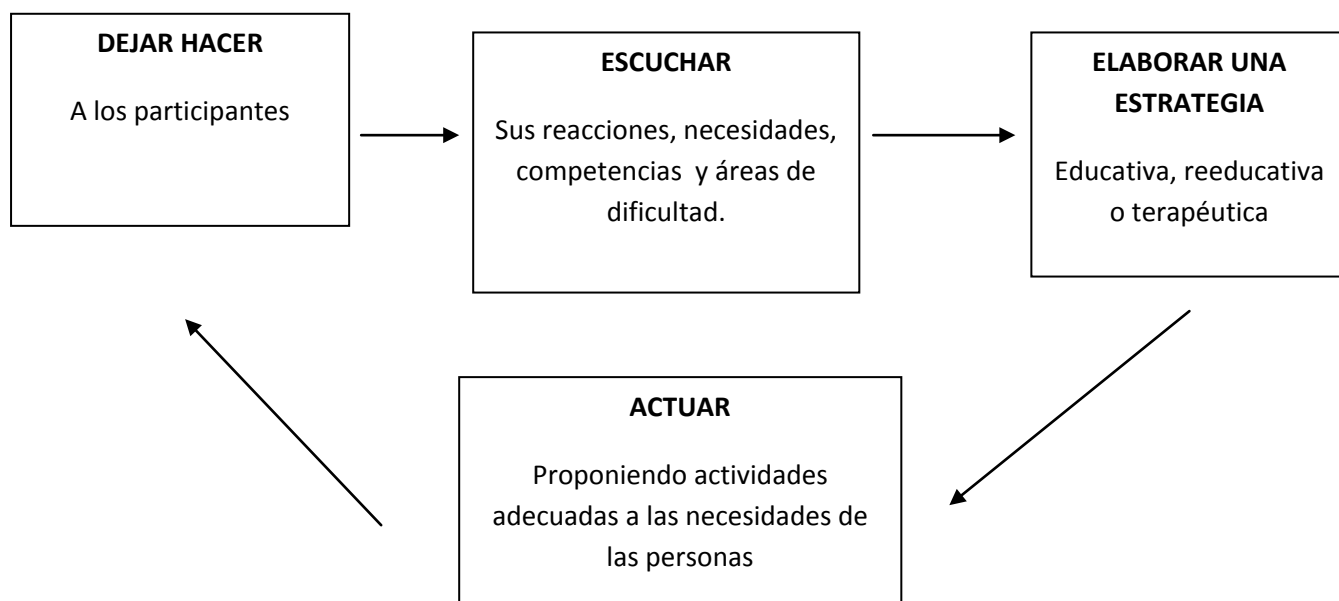 DEJAR HACER
A los participantes
ESCUCHAR
Sus reacciones, necesidades,
competencias y áreas de
dificultad.
ELABORAR UNA
ESTRATEGIA
Educativa, reeducativa
o terapéutica
ACTUAR
Proponiendo actividades
adecuadas a las necesidades de
las personas